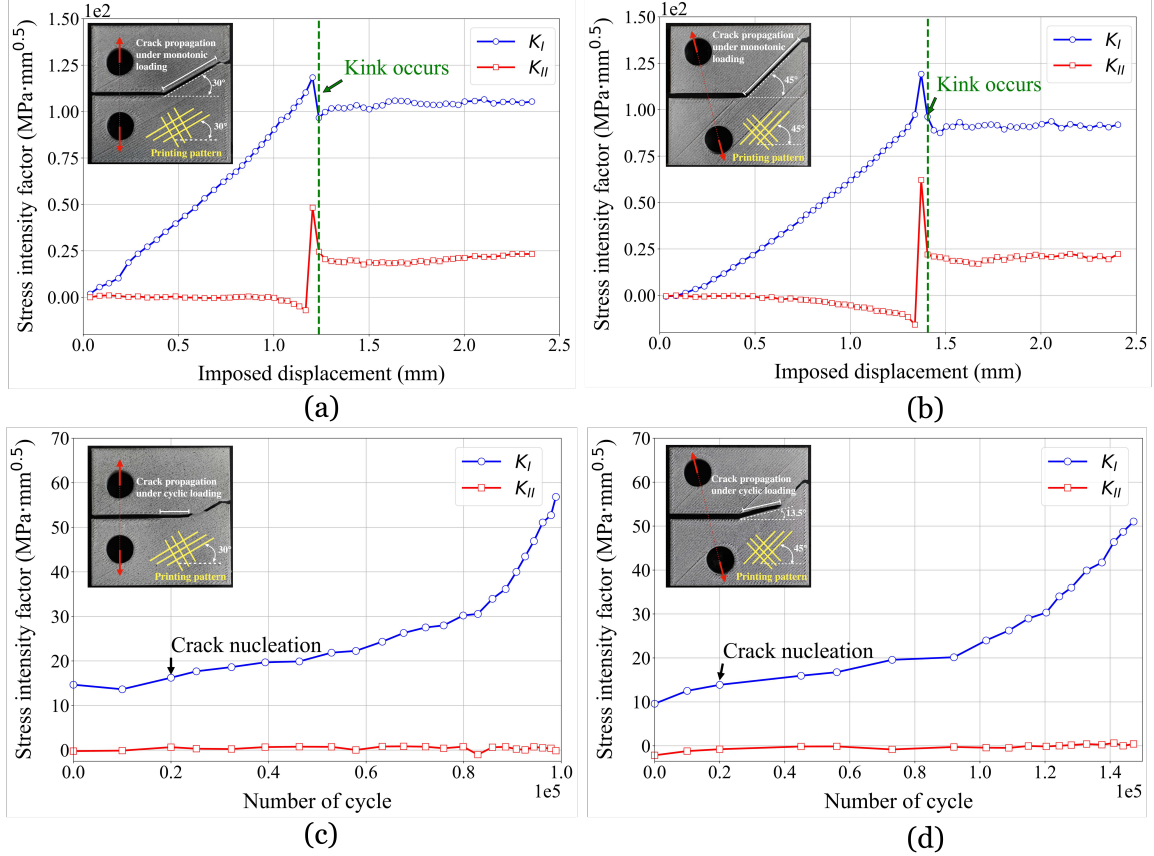 1e2
Stress intensity factor (MPa·mm^0.5)
1.50
1.25
1.00
0.75
0.50
0.25
0.00
0.0
0.5
1.0
1.5
2.0
2.5
Imposed displacement (mm)
Crack propagation
under monotonic
loading
30°
30°
Printing pattern
Kink occurs
K_I
K_II
(a)
1e2
Stress intensity factor (MPa·mm^0.5)
1.50
1.25
1.00
0.75
0.50
0.25
0.00
0.0
0.5
1.0
1.5
2.0
2.5
Imposed displacement (mm)
Crack propagation
under monotonic
loading
45°
45°
Printing pattern
Kink occurs
K_I
K_II
(b)
Stress intensity factor (MPa·mm^0.5)
70
60
50
40
30
20
10
0
0.0
0.2
0.4
0.6
0.8
1.0
1e5
Number of cycle
Crack propagation
under cyclic loading
30°
Printing pattern
Crack nucleation
K_I
K_II
(c)
Stress intensity factor (MPa·mm^0.5)
70
60
50
40
30
20
10
0
0.0
0.2
0.4
0.6
0.8
1.0
1.2
1.4
1e5
Number of cycle
Crack propagation
under cyclic loading
13.5°
45°
Printing pattern
Crack nucleation
K_I
K_II
(d)